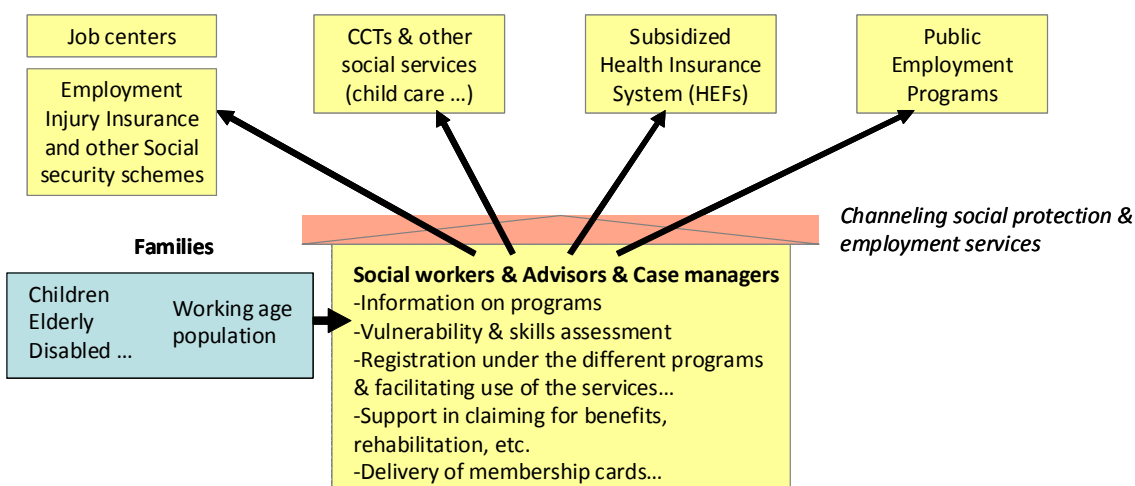 Job centers
Employment
Injury Insurance
and other Social
security schemes
CCTs & other
social services
(child care ...)
Subsidized
Health Insurance
System (HEFs)
Public
Employment
Programs
Channeling social protection &
employment services
Families
Children
Elderly
Disabled ...
Working age
population
Social workers & Advisors & Case managers
-Information on programs
-Vulnerability & skills assessment
-Registration under the different programs
& facilitating use of the services...
-Support in claiming for benefits,
rehabilitation, etc.
-Delivery of membership cards...